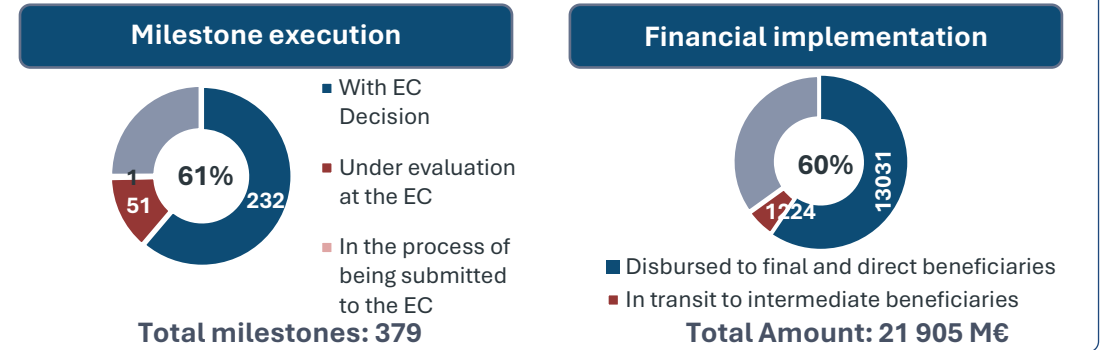 Milestone execution
With EC
Decision
Under evaluation
at the EC
In the process of
being submitted
to the EC
61%
232
51
1
Total milestones: 379
Financial implementation
60%
13031
1224
Disbursed to final and direct beneficiaries
In transit to intermediate beneficiaries
Total Amount: 21 905 M€